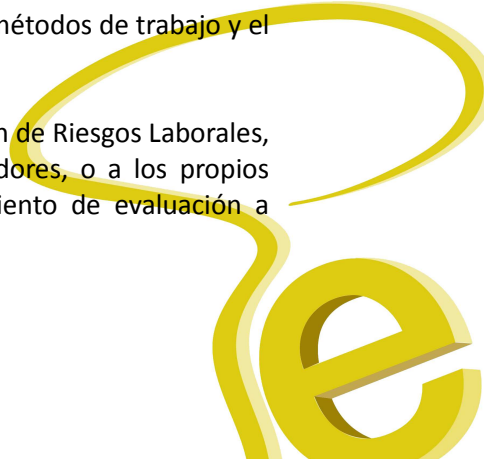 métodos de trabajo y el
n de Riesgos Laborales,
dores, o a los propios
iento de evaluación a
e